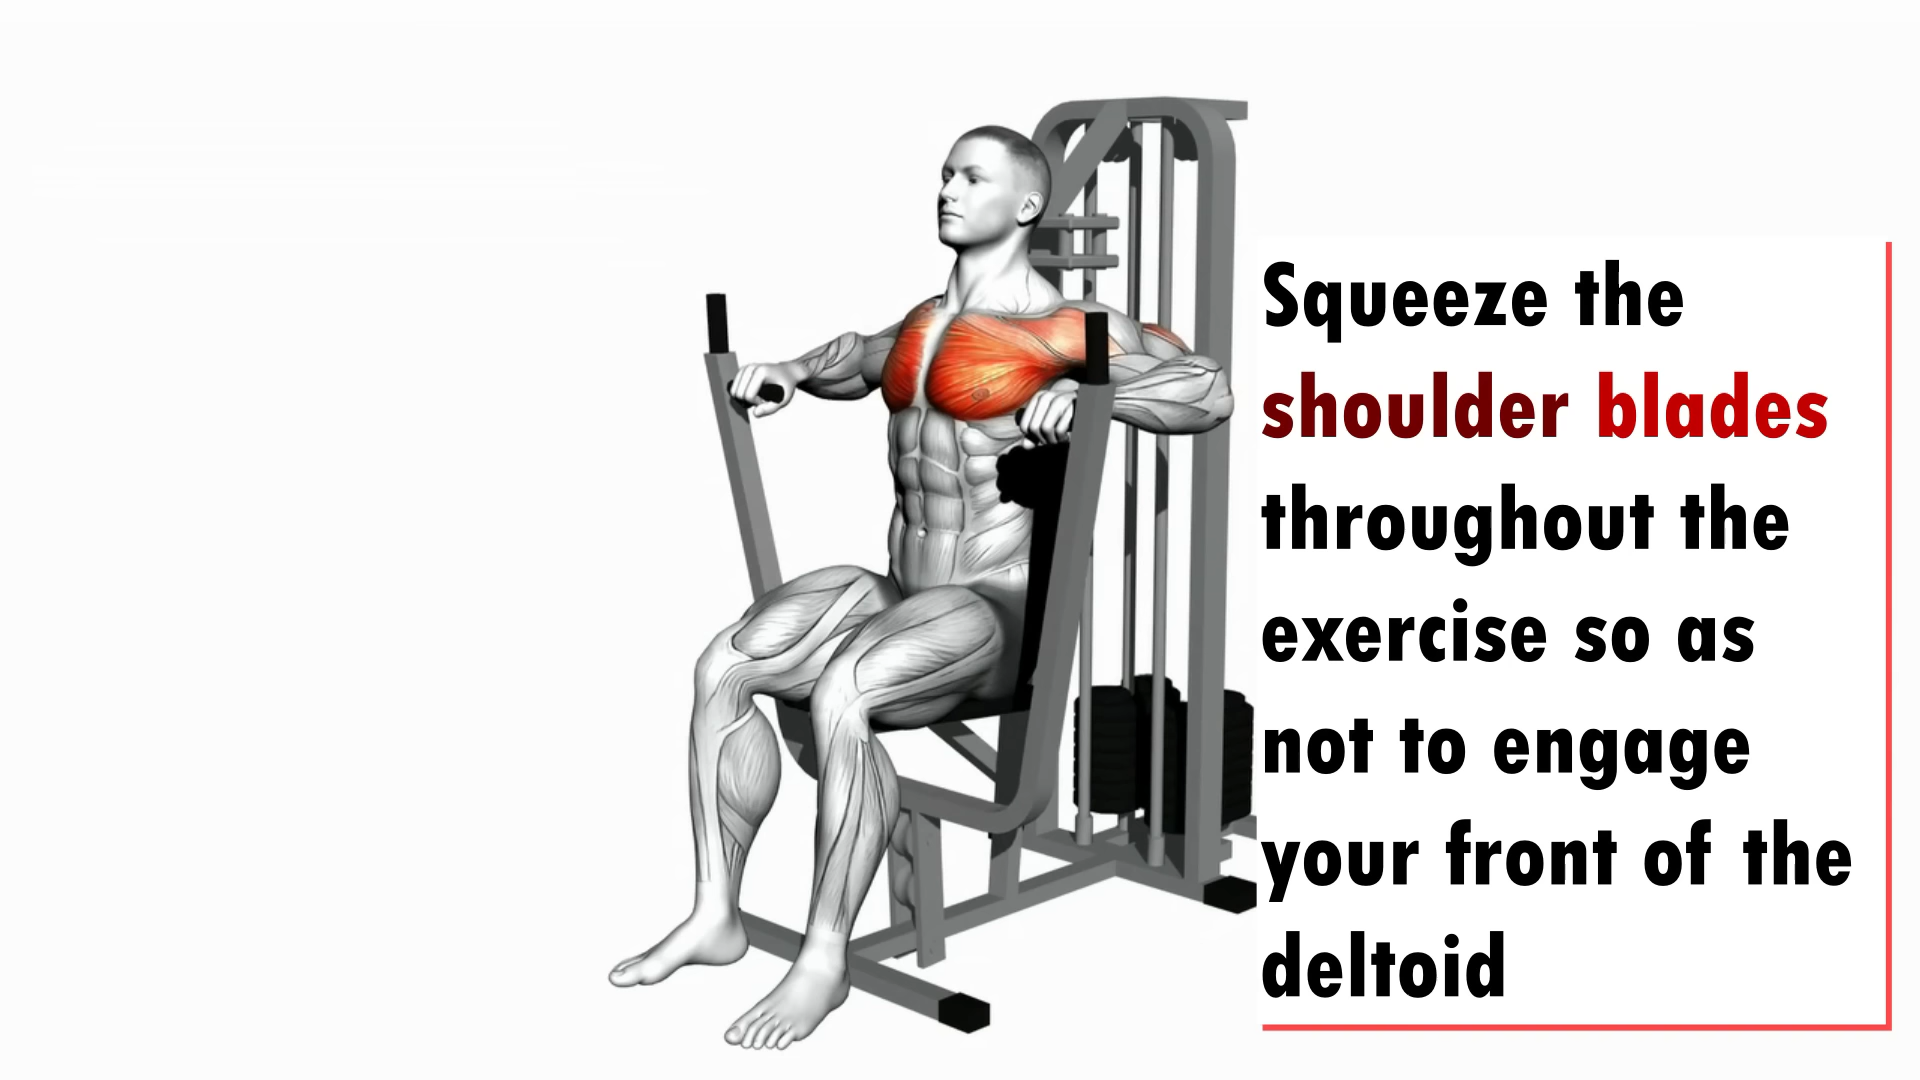 Squeeze the
shoulder blades
throughout the
exercise so as
not to engage
your front of the
deltoid